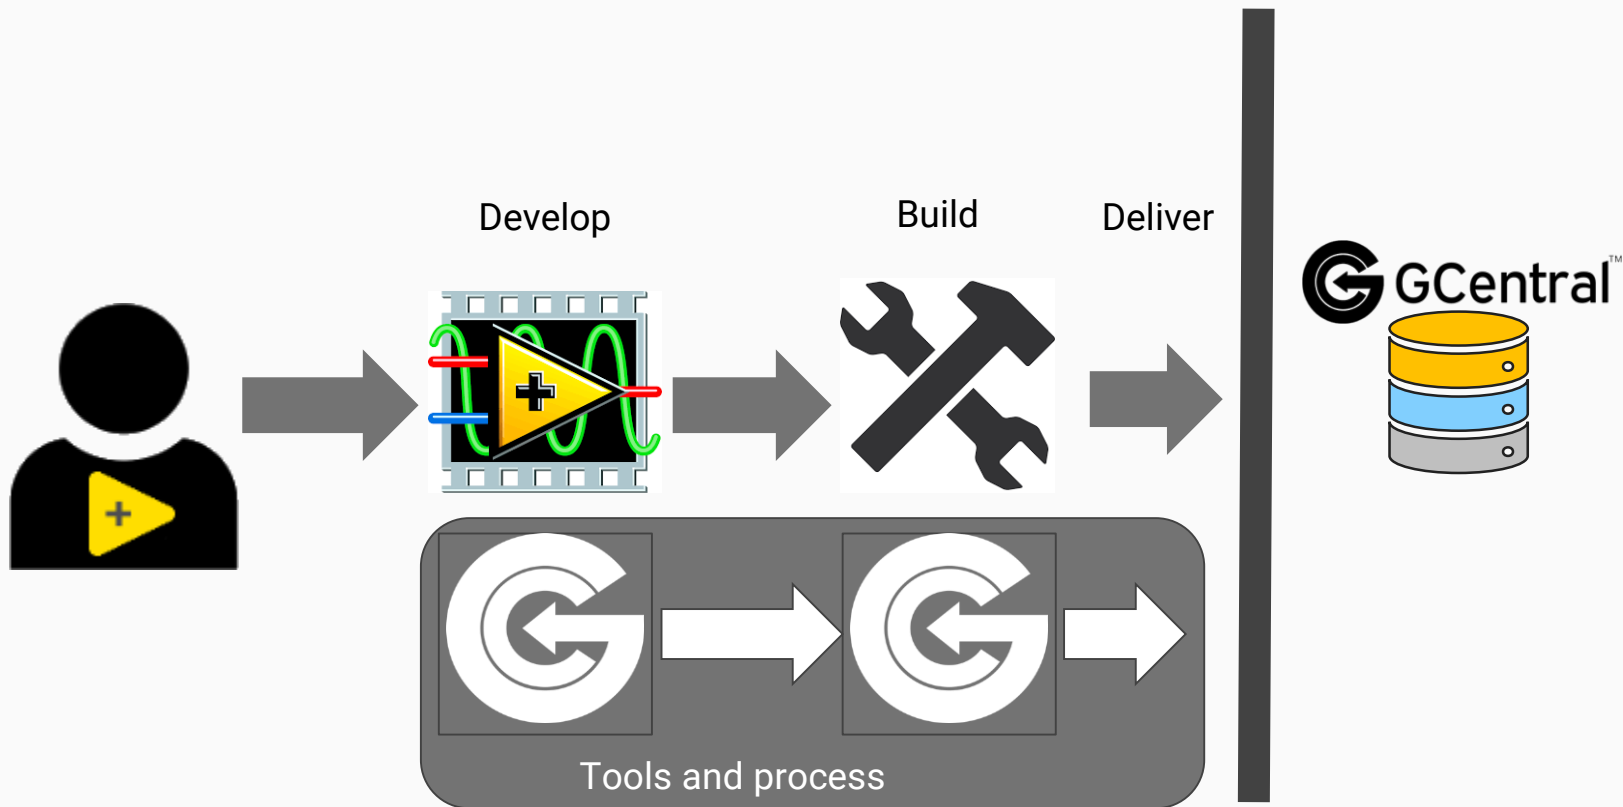 Develop
Build
Deliver
GCentral™
Tools and process